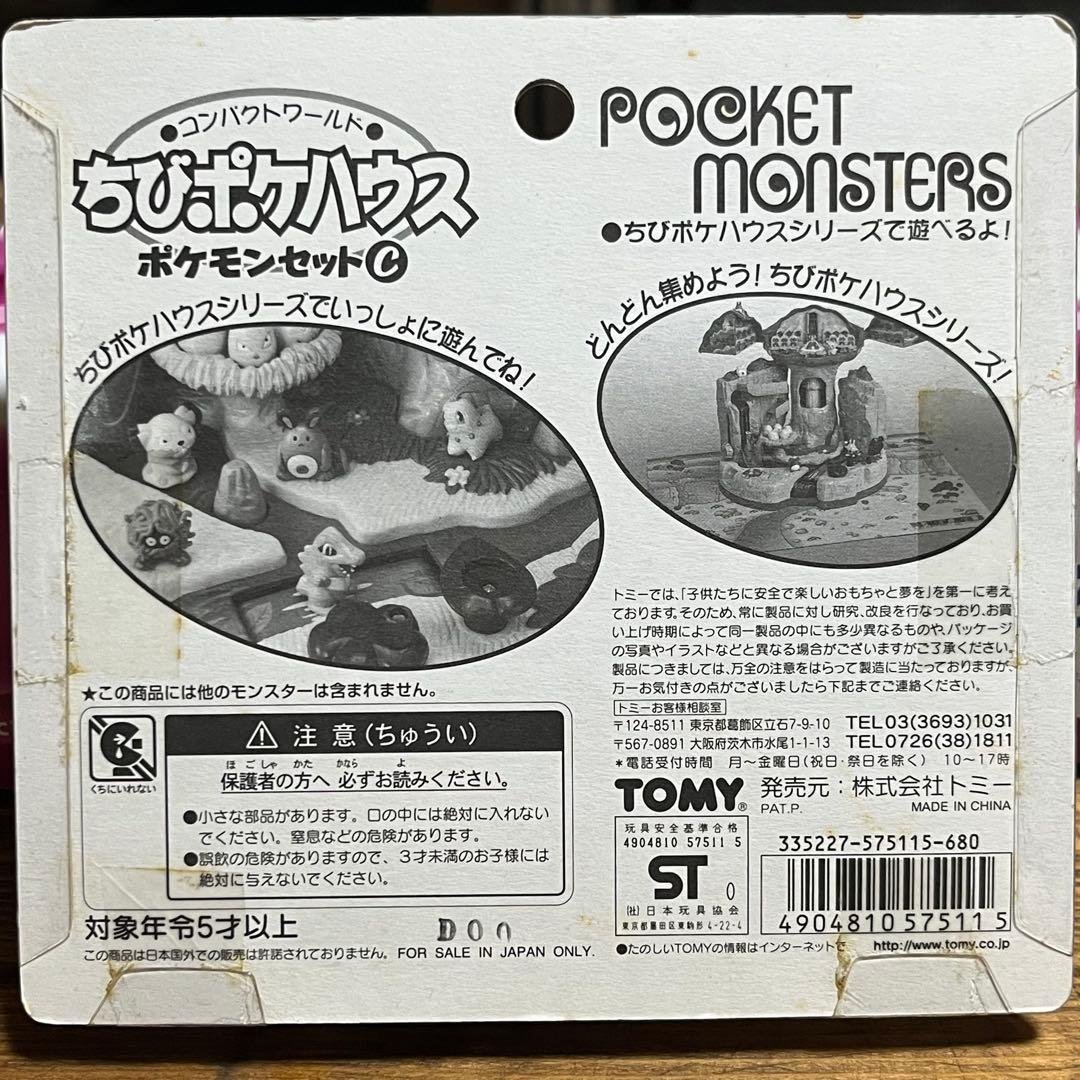 ●コンパクトワールド●
ちびポケハウス
ポケモンセットC
ちびポケハウスシリーズでいっしょに遊んでね!
★この商品には他のモンスターは含まれません。
くちにいれない
⚠ 注意(ちゅうい)
ほごしゃ かた かなら よ
保護者の方へ 必ずお読みください。
●小さな部品があります。口の中には絶対に入れない
でください。窒息などの危険があります。
●誤飲の危険がありますので、3才未満のお子様には
絶対に与えないでください。
対象年令5才以上
D00
この商品は日本国外での販売は許諾されておりません。 FOR SALE IN JAPAN ONLY.
POCKET
MONSTERS
●ちびポケハウスシリーズで遊べるよ!
どんどん集めよう! ちびポケハウスシリーズ!
トミーでは、「子供たちに安全で楽しいおもちゃと夢を」を第一に考え
ております。そのため、常に製品に対し研究、改良を行なっており、お買
い上げ時期によって同一製品の中にも多少異なるものや、パッケージ
の写真やイラストなどと異なる場合がございますがご了承ください。
製品につきましては、万全の注意をはらって製造に当たっておりますが、
万一お気付きの点がございましたら下記までご連絡ください。
トミーお客様相談室
〒124-8511 東京都葛飾区立石7-9-10 TEL03(3693)1031
〒567-0891 大阪府茨木市水尾1-1-13 TEL0726(38)1811
*電話受付時間 月〜金曜日(祝日・祭日を除く) 10〜17時
TOMY® 発売元:株式会社トミー
PAT.P. MADE IN CHINA
玩具安全基準合格
4904810 57511 5
ST 0
(社)日本玩具協会
東京都墨田区東駒形 4-22-4
335227-575115-680
4904810 575115
●たのしいTOMYの情報はインターネットで http://www.tomy.co.jp